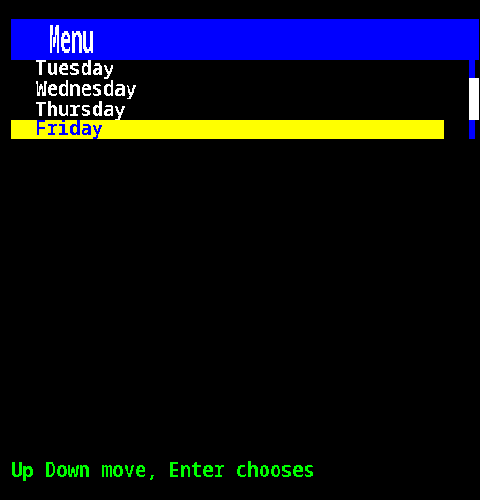 Menu
Tuesday
Wednesday
Thursday
Friday
Up Down move, Enter chooses